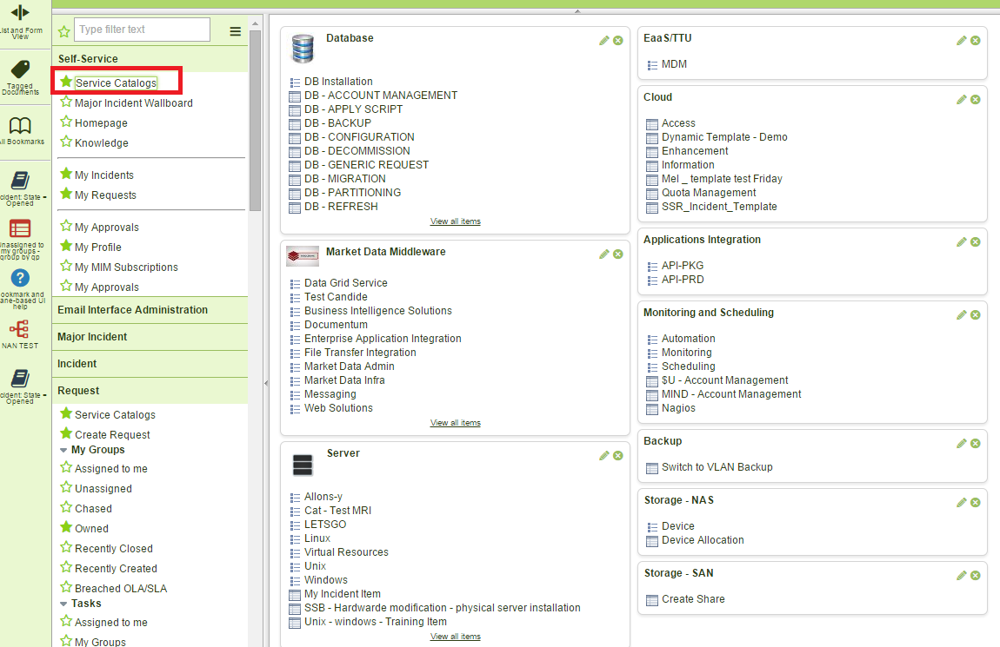 List and Form
View
Tagged
Documents
All Bookmarks
Incident: State =
Opened
Unassigned to
my groups -
group by gp
Bookmark and
pane-based UI
help
NAN TEST
Incident: State =
Opened
Type filter text
Self-Service
Service Catalogs
Major Incident Wallboard
Homepage
Knowledge
My Incidents
My Requests
My Approvals
My Profile
My MIM Subscriptions
My Approvals
Email Interface Administration
Major Incident
Incident
Request
Service Catalogs
Create Request
My Groups
Assigned to me
Unassigned
Chased
Owned
Recently Closed
Recently Created
Breached OLA/SLA
Tasks
Assigned to me
My Groups
Database
DB Installation
DB - ACCOUNT MANAGEMENT
DB - APPLY SCRIPT
DB - BACKUP
DB - CONFIGURATION
DB - DECOMMISSION
DB - GENERIC REQUEST
DB - MIGRATION
DB - PARTITIONING
DB - REFRESH
View all items
Market Data Middleware
Data Grid Service
Test Candide
Business Intelligence Solutions
Documentum
Enterprise Application Integration
File Transfer Integration
Market Data Admin
Market Data Infra
Messaging
Web Solutions
View all items
Server
Allons-y
Cat - Test MRI
LETSGO
Linux
Virtual Resources
Unix
Windows
My Incident Item
SSB - Hardwarde modification - physical server installation
Unix - windows - Training Item
View all items
EaaS/TTU
MDM
Cloud
Access
Dynamic Template - Demo
Enhancement
Information
Mel _ template test Friday
Quota Management
SSR_Incident_Template
Applications Integration
API-PKG
API-PRD
Monitoring and Scheduling
Automation
Monitoring
Scheduling
$U - Account Management
MIND - Account Management
Nagios
Backup
Switch to VLAN Backup
Storage - NAS
Device
Device Allocation
Storage - SAN
Create Share